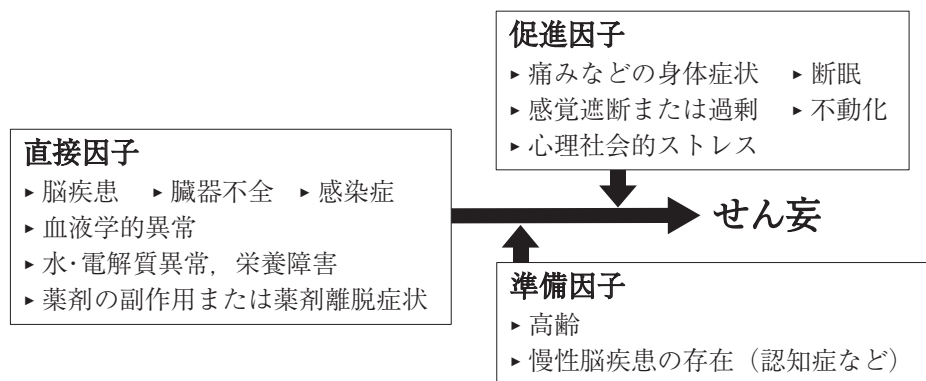 促進因子
▸ 痛みなどの身体症状 ▸ 断眠
▸ 感覚遮断または過剰 ▸ 不動化
▸ 心理社会的ストレス
直接因子
▸ 脳疾患 ▸ 臓器不全 ▸ 感染症
▸ 血液学的異常
▸ 水・電解質異常，栄養障害
▸ 薬剤の副作用または薬剤離脱症状
せん妄
準備因子
▸ 高齢
▸ 慢性脳疾患の存在（認知症など）